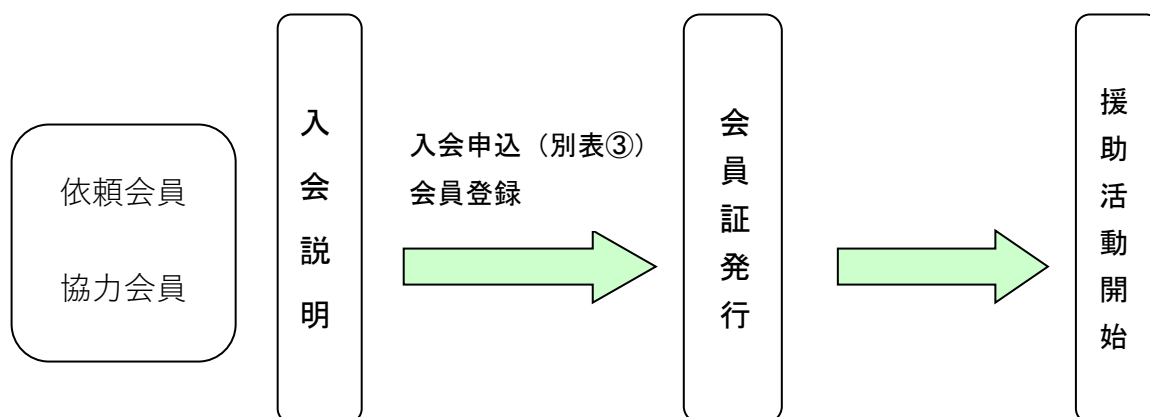 依頼会員
協力会員
入会説明
入会申込（別表③）
会員登録
会員証発行
援助活動開始